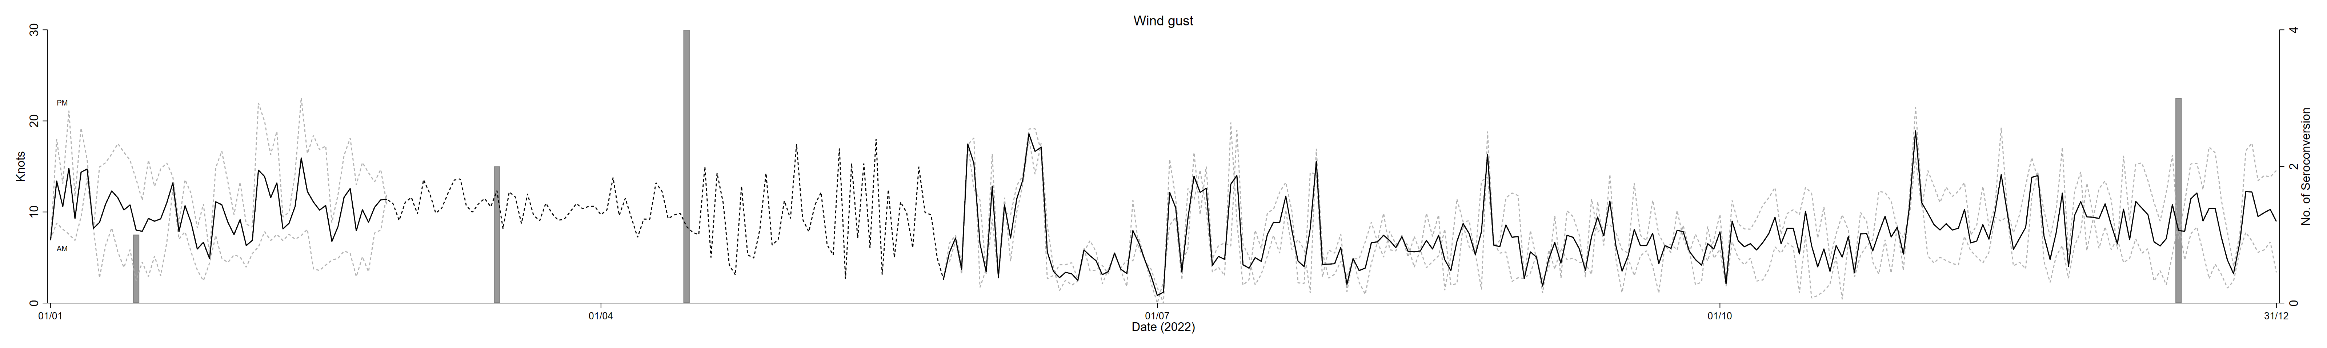 Wind gust
30
20
10
0
Knots
PM
AM
4
2
0
No. of Seroconversion
01/01
01/04
01/07
01/10
31/12
Date (2022)